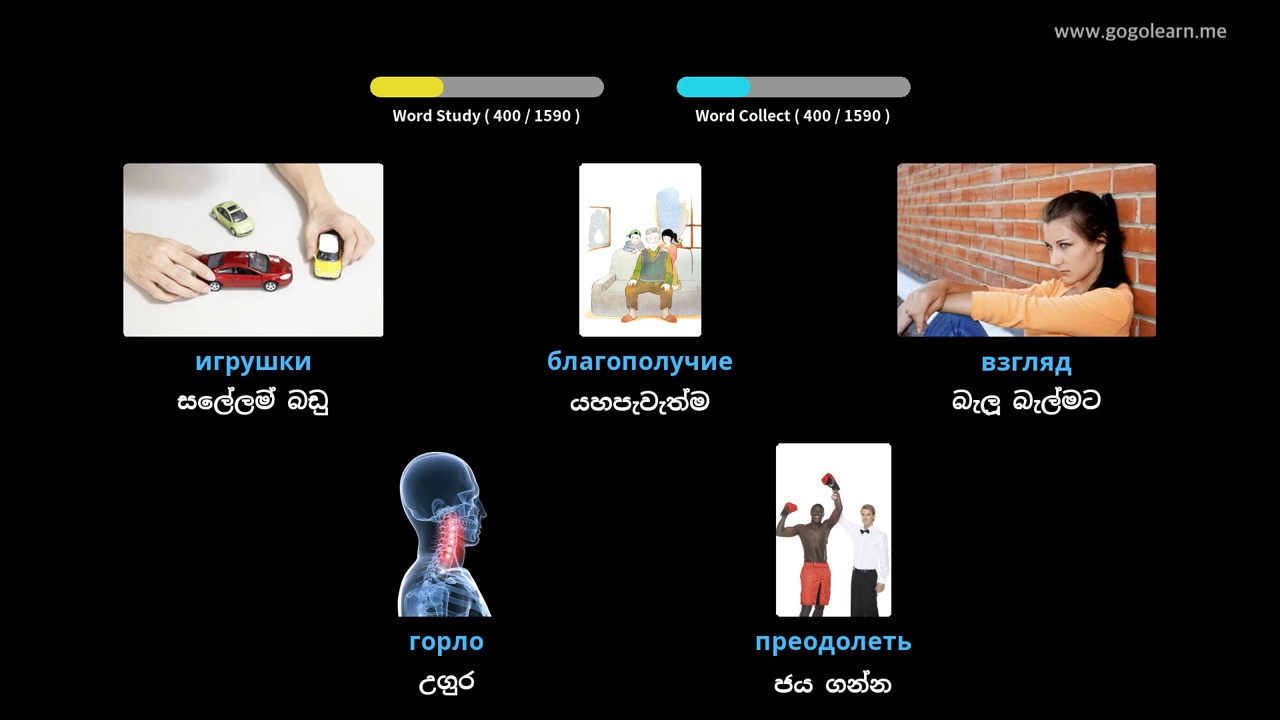 www.gogolearn.me
Word Study ( 400 / 1590 )
Word Collect ( 400 / 1590 )
игрушки
සෙල්ලම් බඩු
благополучие
යහපැවැත්ම
взгляд
බැලූ බැල්මට
горло
උගුර
преодолеть
ජය ගන්න